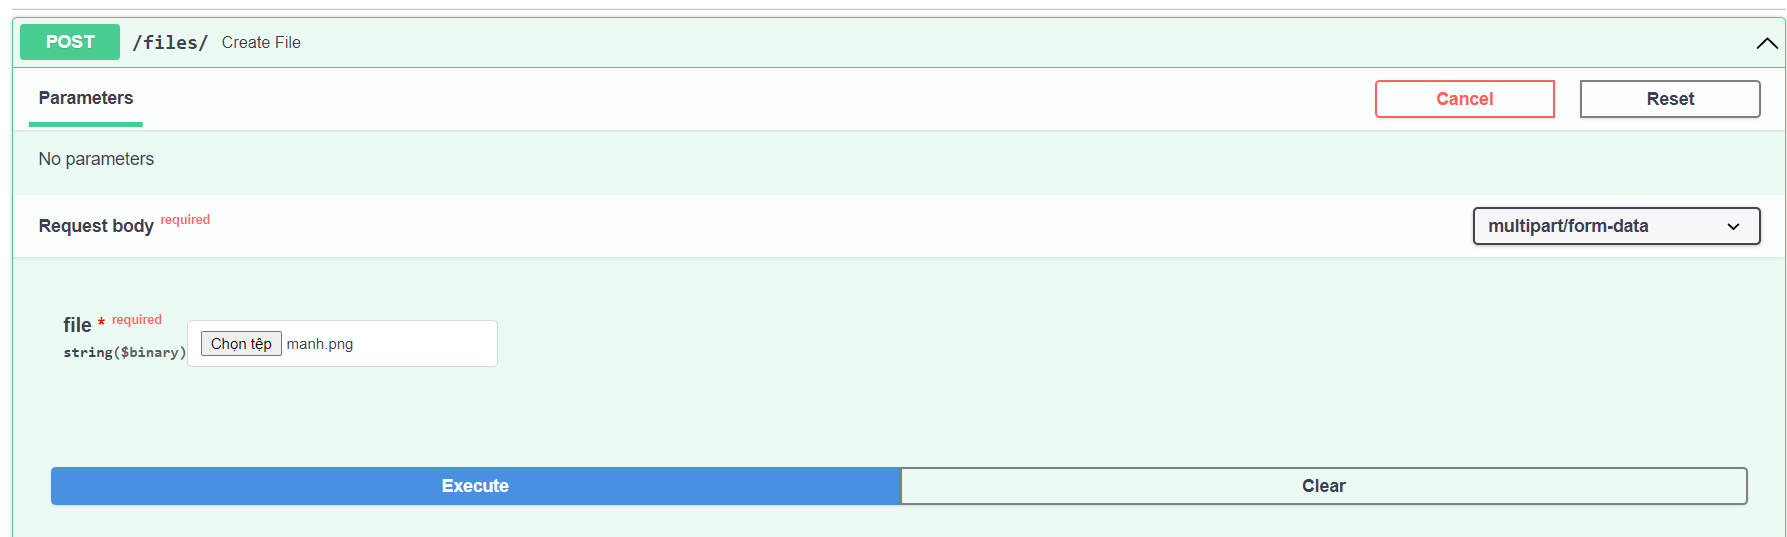 POST /files/ Create File
Parameters
Cancel
Reset
No parameters
Request body required
multipart/form-data
file * required
string($binary)
Chọn tệp manh.png
Execute
Clear